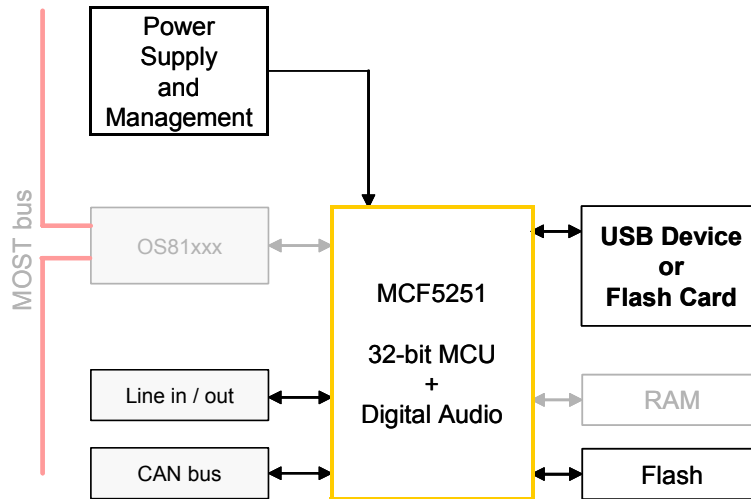 Power
Supply
and
Management
MOST bus
OS81xxx
MCF5251
32-bit MCU
+
Digital Audio
USB Device
or
Flash Card
Line in / out
RAM
CAN bus
Flash